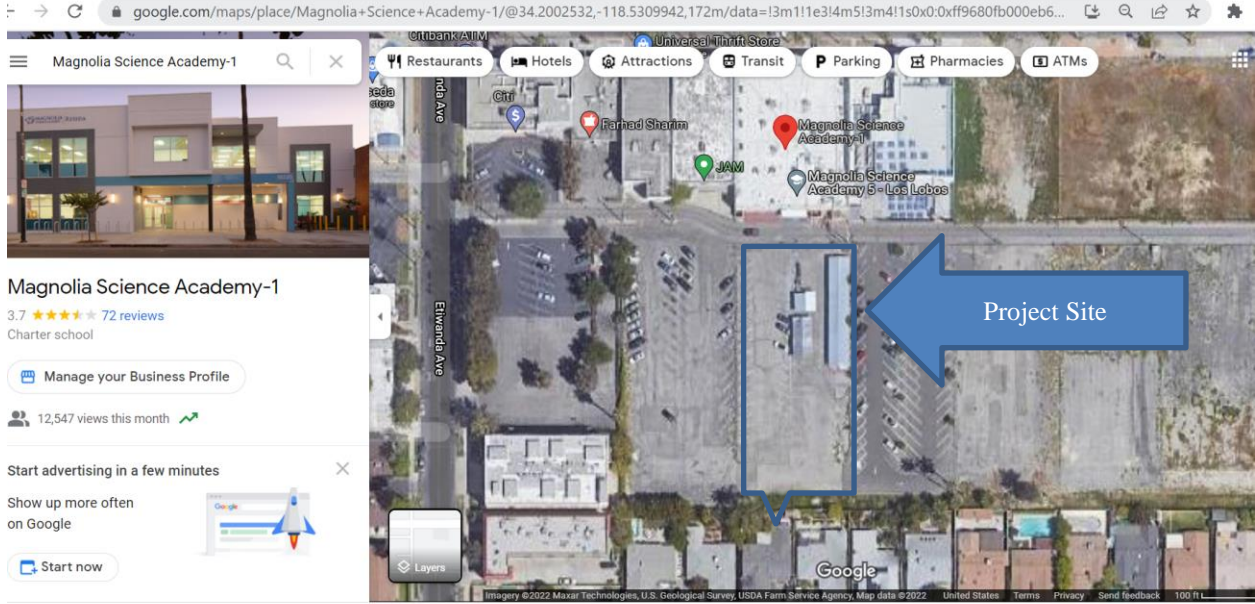 google.com/maps/place/Magnolia+Science+Academy-1/@34.2002532,-118.5309942,172m/data=!3m1!1e3!4m5!3m4!1s0x0:0xff9680fb000eb6...
Magnolia Science Academy-1
Restaurants
Hotels
Attractions
Transit
Parking
Pharmacies
ATMs
Citibank ATM
Universal Thrift Store
seda
store
nda Ave
Citi
Farhad Sharim
JAM
Magnolia Science
Academy-1
Magnolia Science
Academy 5 - Los Lobos
Etiwanda Ave
Project Site
Magnolia Science Academy-1
3.7
72 reviews
Charter school
Manage your Business Profile
12,547 views this month
Start advertising in a few minutes
Show up more often
on Google
Google
Start now
Layers
Google
Imagery ©2022 Maxar Technologies, U.S. Geological Survey, USDA Farm Service Agency, Map data ©2022
United States
Terms
Privacy
Send feedback
100 ft